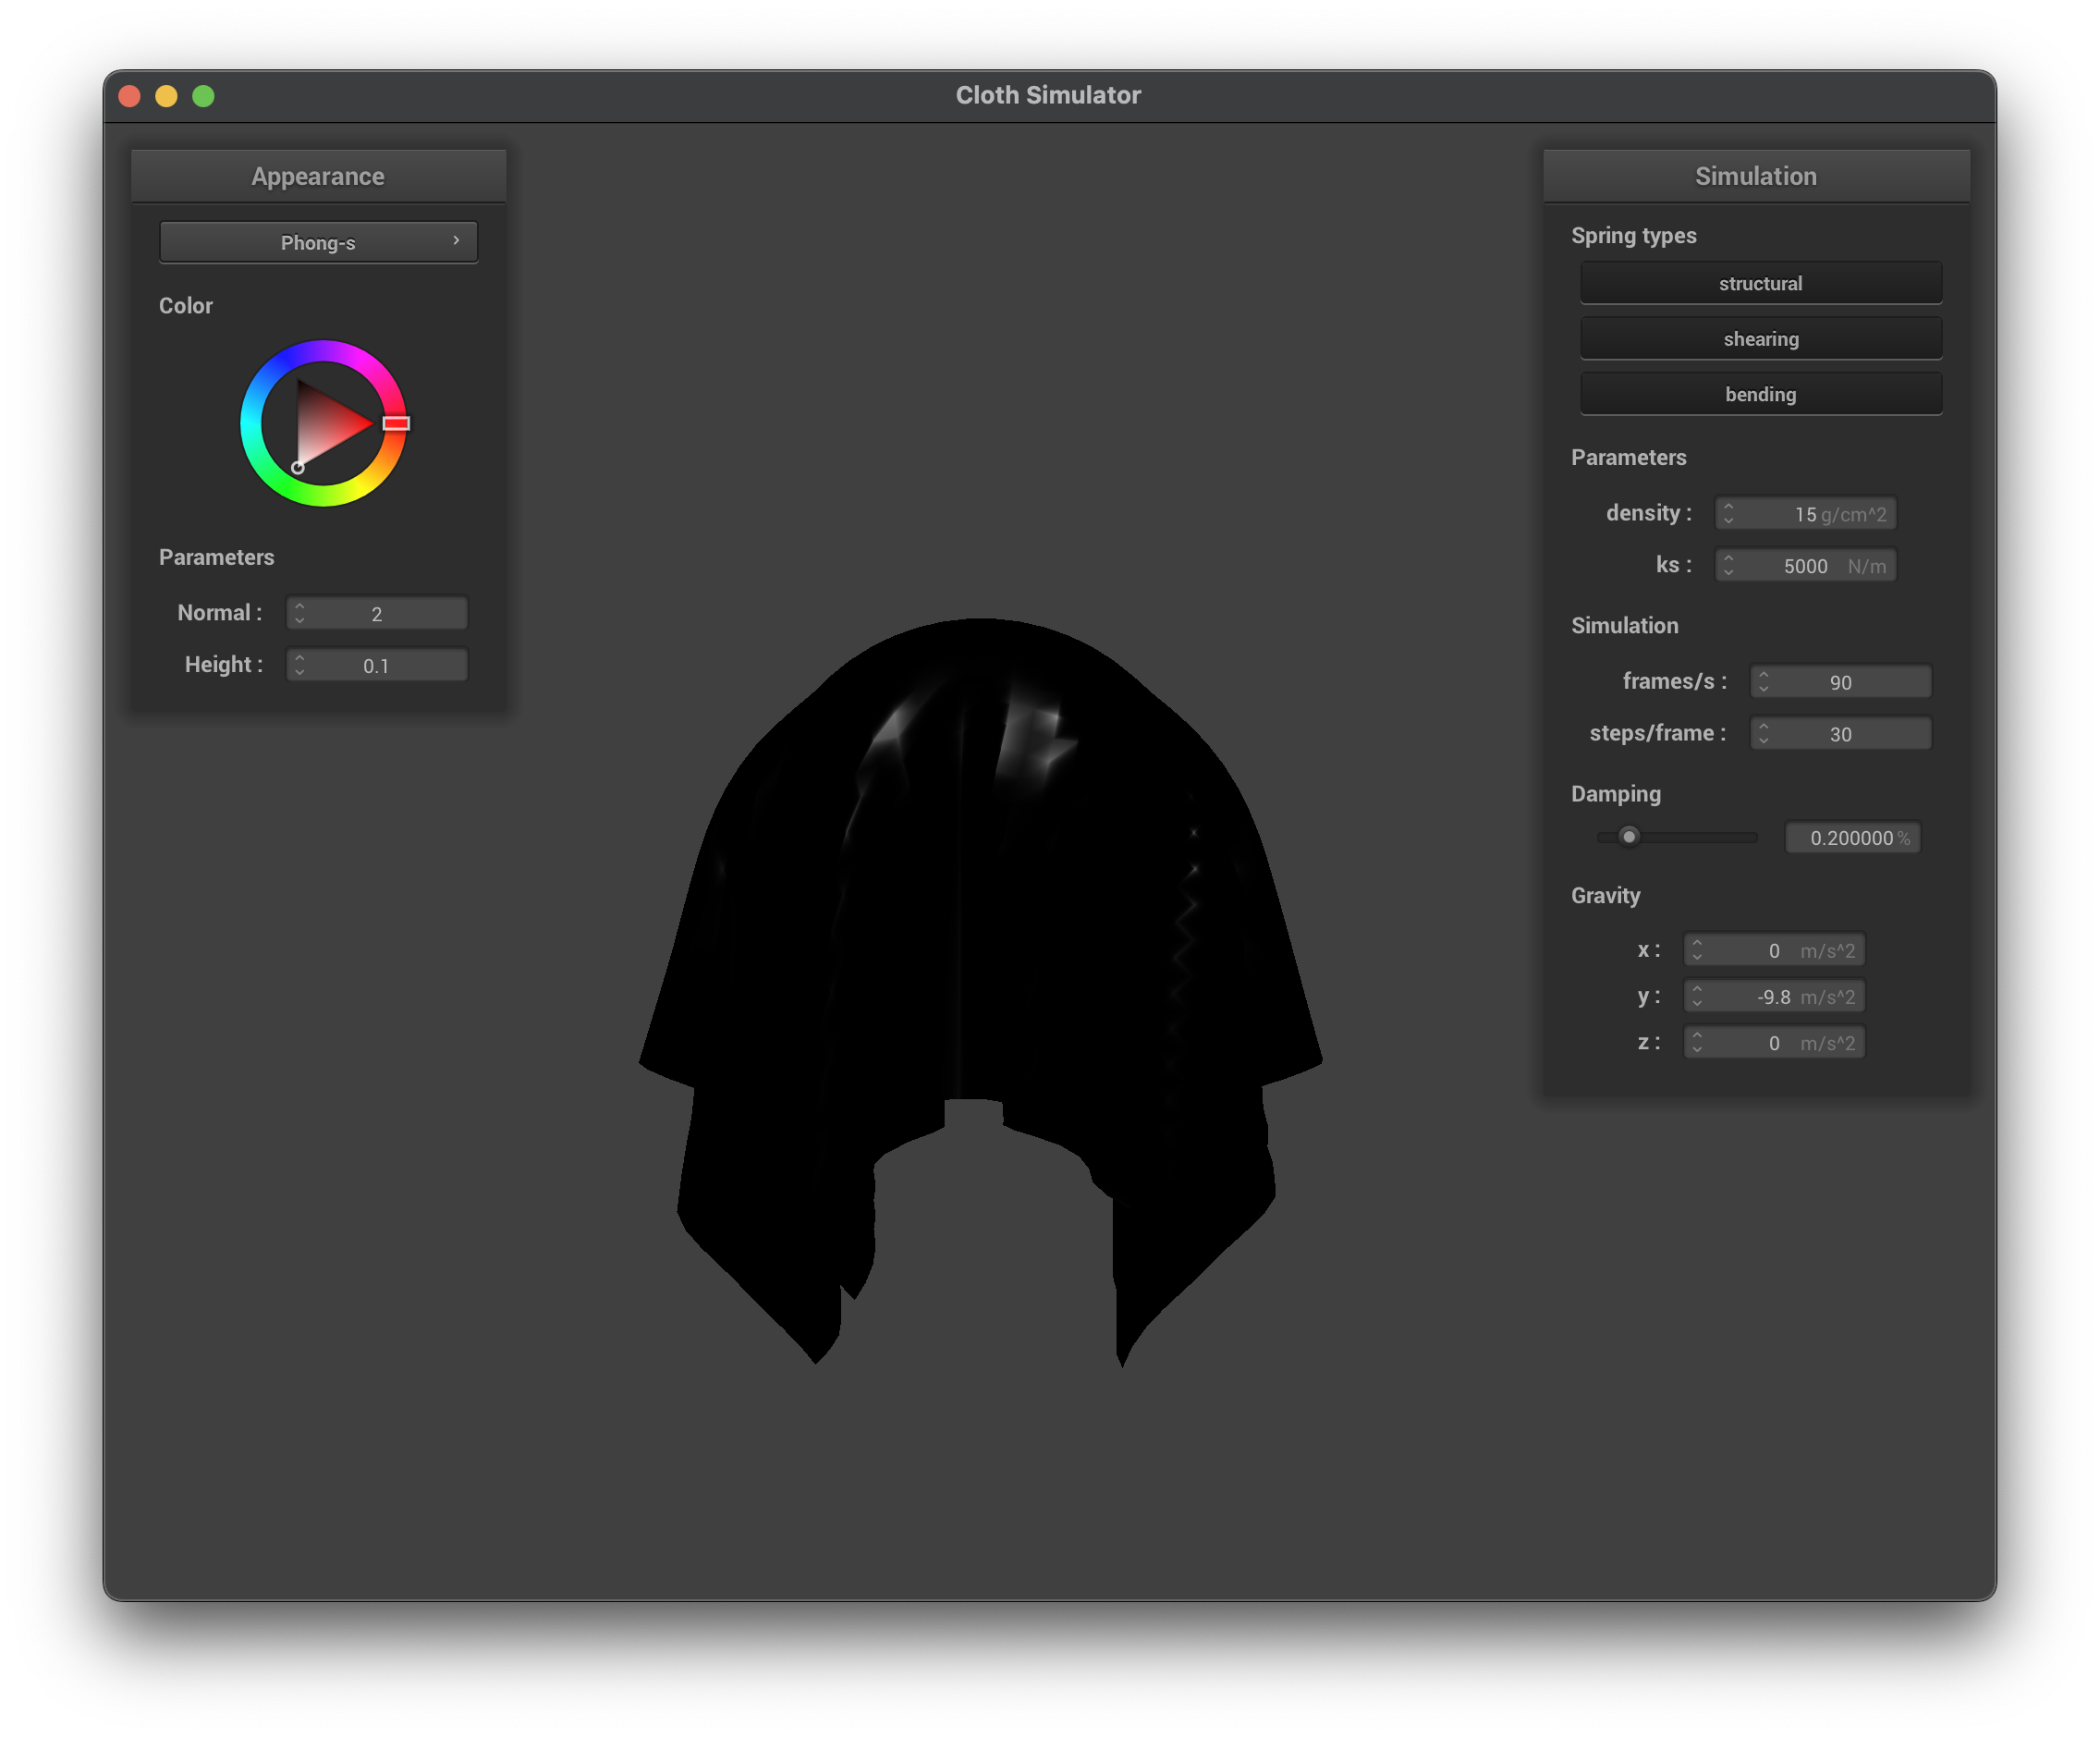 Cloth Simulator
Appearance
Phong-s
Color
Parameters
Normal : 2
Height : 0.1
Simulation
Spring types
structural
shearing
bending
Parameters
density : 15 g/cm^2
ks : 5000 N/m
Simulation
frames/s : 90
steps/frame : 30
Damping
0.200000 %
Gravity
x : 0 m/s^2
y : -9.8 m/s^2
z : 0 m/s^2